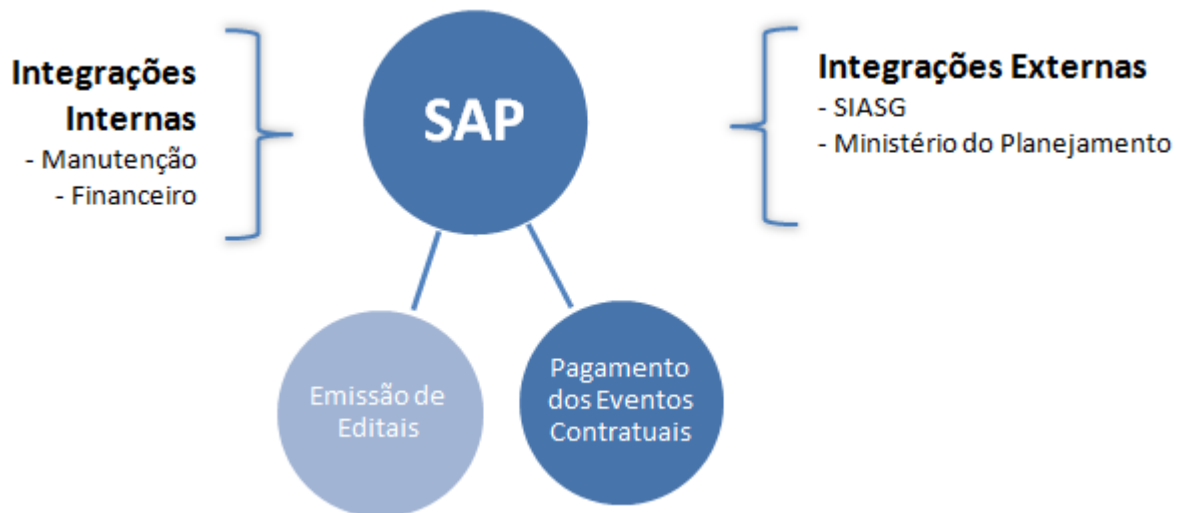 Integrações
Internas
- Manutenção
- Financeiro
SAP
Integrações Externas
- SIASG
- Ministério do Planejamento
Emissão de
Editais
Pagamento
dos Eventos
Contratuais